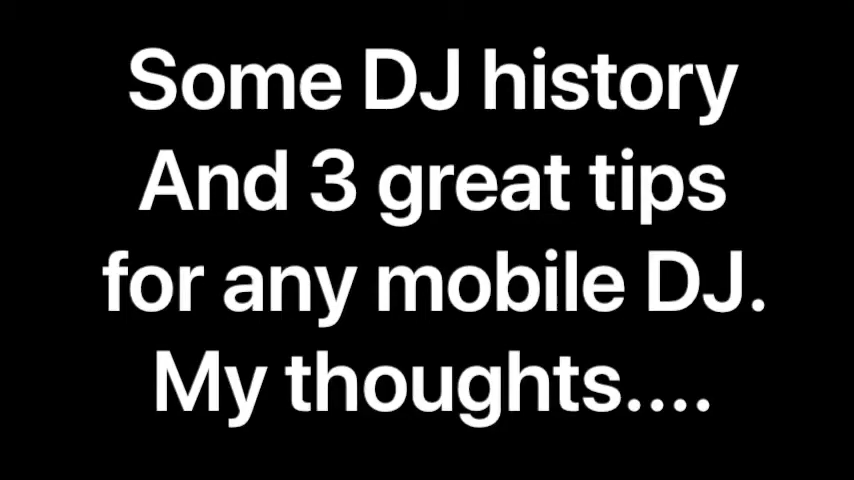 Some DJ history
And 3 great tips
for any mobile DJ.
My thoughts....